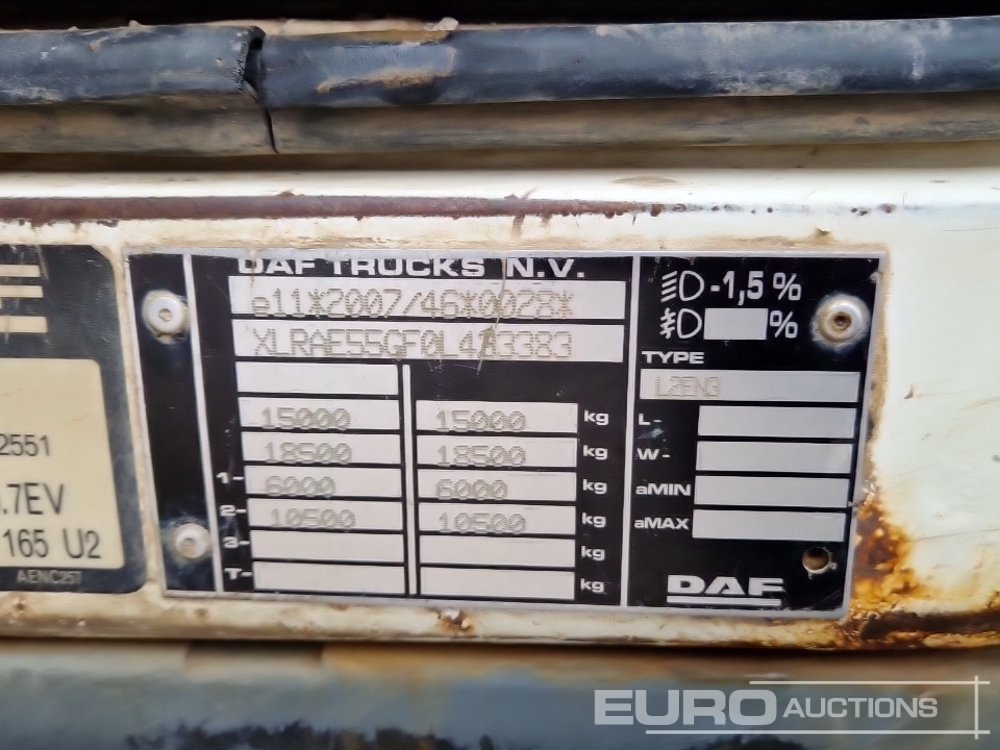 DAF TRUCKS N.V.
e11*2007/46*0028*
XLRAE55GF0L433383
15000 15000 kg
18500 18500 kg
1- 6000 6000 kg
2- 10500 10500 kg
3- kg
T- kg
-1,5 %
%
TYPE
L2EN3
L-
W-
aMIN
aMAX
DAF
2551
.7EV
165 U2
AENC257
EURO AUCTIONS